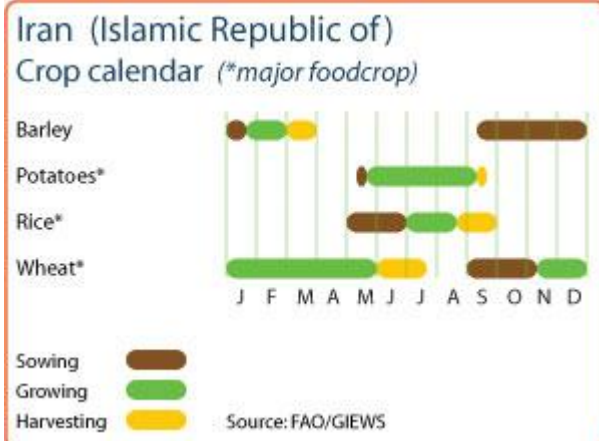 Iran (Islamic Republic of)
Crop calendar (*major foodcrop)
Barley
Potatoes*
Rice*
Wheat*
J F M A M J J A S O N D
Sowing
Growing
Harvesting
Source: FAO/GIEWS